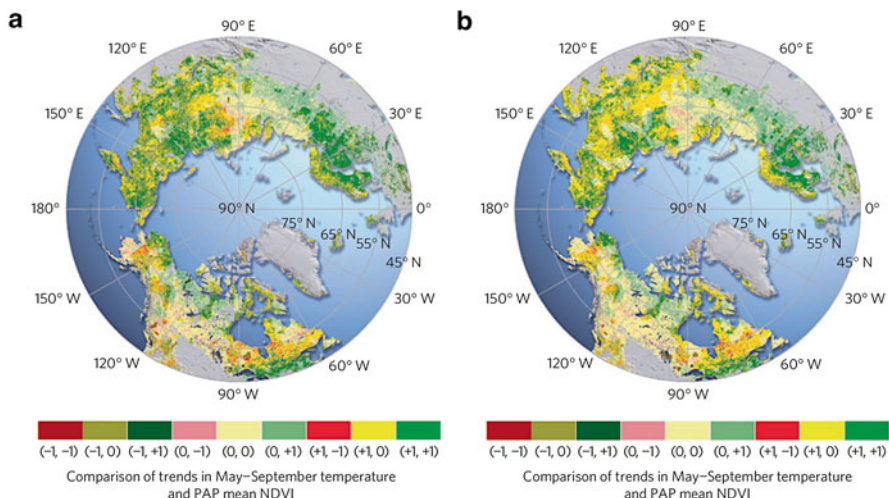 a
120° E
90° E
60° E
150° E
30° E
180°
90° N
75° N
65° N
55° N
45° N
0°
150° W
30° W
120° W
60° W
90° W
(−1, −1) (−1, 0) (−1, +1) (0, −1) (0, 0) (0, +1) (+1, −1) (+1, 0) (+1, +1)
Comparison of trends in May–September temperature
and PAP mean NDVI
b
120° E
90° E
60° E
150° E
30° E
180°
90° N
75° N
65° N
55° N
45° N
0°
150° W
30° W
120° W
60° W
90° W
(−1, −1) (−1, 0) (−1, +1) (0, −1) (0, 0) (0, +1) (+1, −1) (+1, 0) (+1, +1)
Comparison of trends in May–September temperature
and PAP mean NDVI